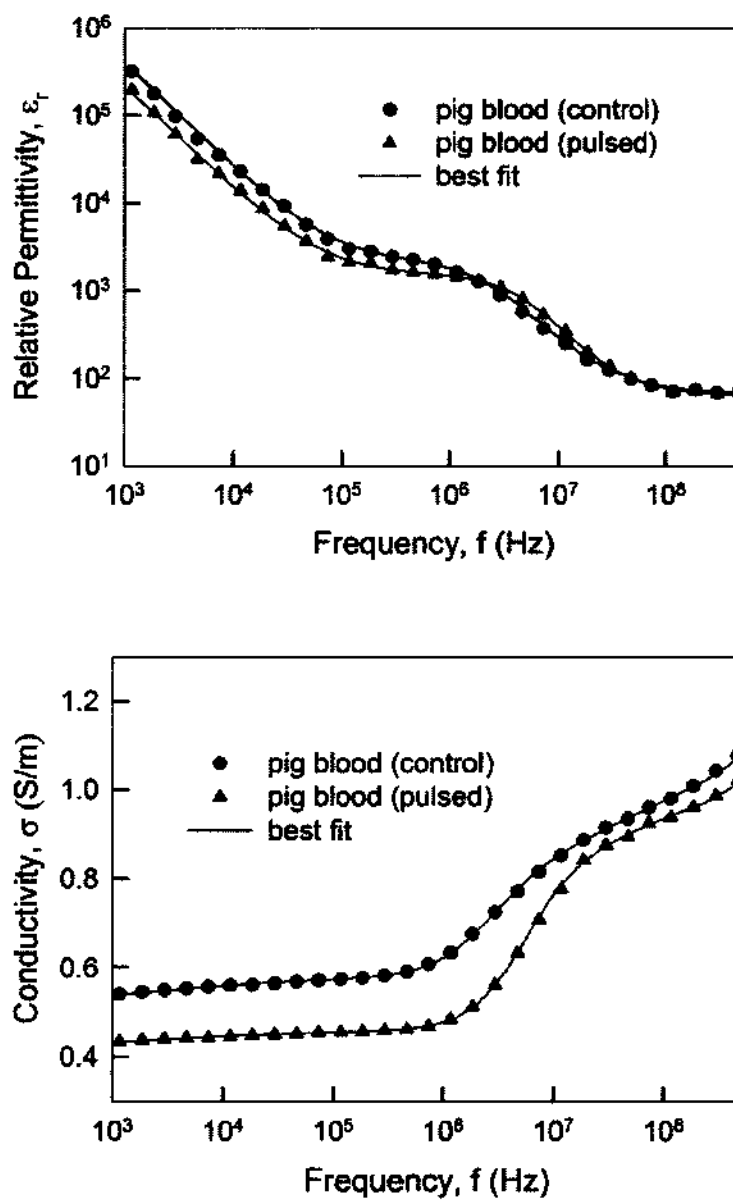 10⁶
10⁵
10⁴
10³
10²
10¹
Relative Permittivity, εᵣ
● pig blood (control)
▲ pig blood (pulsed)
— best fit
10³ 10⁴ 10⁵ 10⁶ 10⁷ 10⁸
Frequency, f (Hz)
1.2
1.0
0.8
0.6
0.4
Conductivity, σ (S/m)
● pig blood (control)
▲ pig blood (pulsed)
— best fit
10³ 10⁴ 10⁵ 10⁶ 10⁷ 10⁸
Frequency, f (Hz)